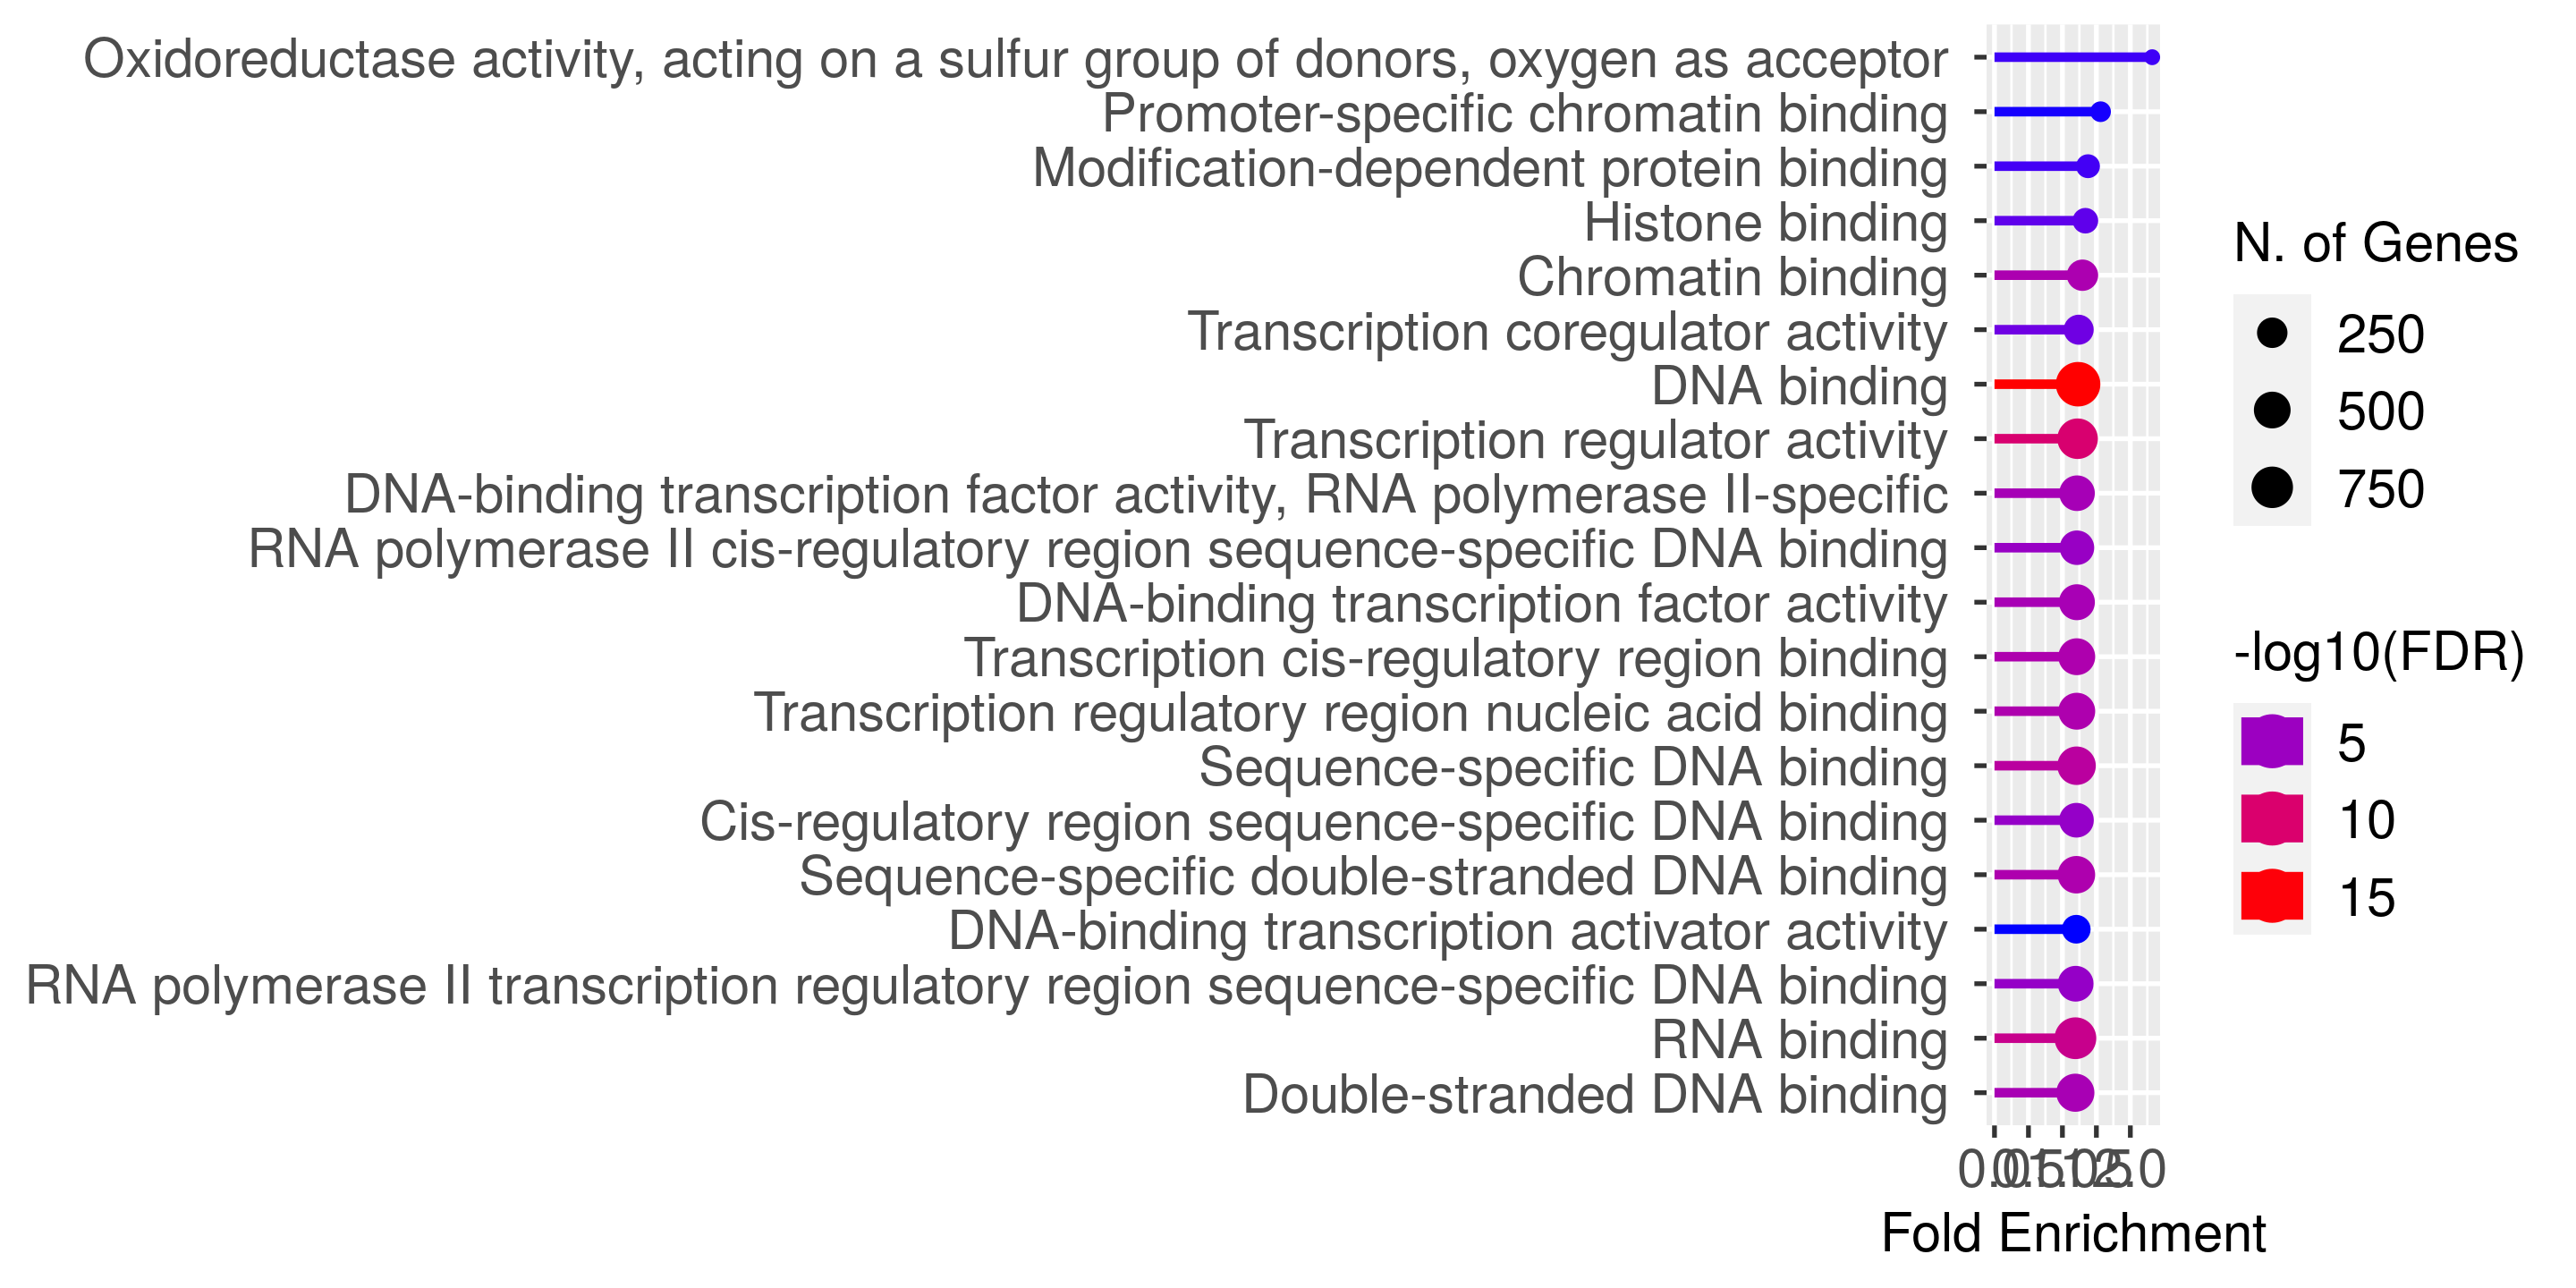 Oxidoreductase activity, acting on a sulfur group of donors, oxygen as acceptor
Promoter-specific chromatin binding
Modification-dependent protein binding
Histone binding
Chromatin binding
Transcription coregulator activity
DNA binding
Transcription regulator activity
DNA-binding transcription factor activity, RNA polymerase II-specific
RNA polymerase II cis-regulatory region sequence-specific DNA binding
DNA-binding transcription factor activity
Transcription cis-regulatory region binding
Transcription regulatory region nucleic acid binding
Sequence-specific DNA binding
Cis-regulatory region sequence-specific DNA binding
Sequence-specific double-stranded DNA binding
DNA-binding transcription activator activity
RNA polymerase II transcription regulatory region sequence-specific DNA binding
RNA binding
Double-stranded DNA binding
Fold Enrichment
N. of Genes
250
500
750
-log10(FDR)
5
10
15